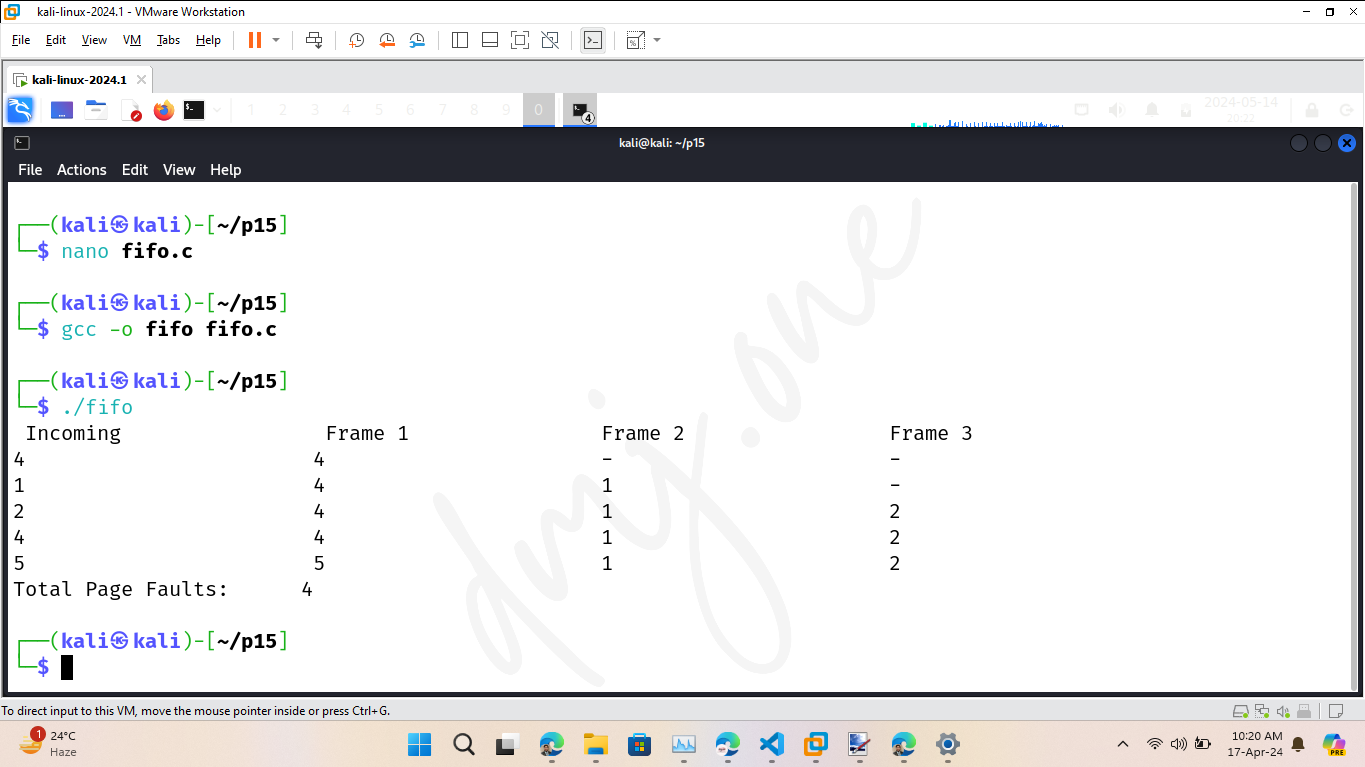 kali-linux-2024.1 - VMware Workstation
File Edit View VM Tabs Help
kali-linux-2024.1
1 2 3 4 5 6 7 8 9 0 4 2024-05-14
20:22
kali@kali: ~/p15
File Actions Edit View Help
┌──(kali㉿kali)-[~/p15]
└─$ nano fifo.c
┌──(kali㉿kali)-[~/p15]
└─$ gcc -o fifo fifo.c
┌──(kali㉿kali)-[~/p15]
└─$ ./fifo
Incoming Frame 1 Frame 2 Frame 3
4 4 - -
1 4 1 -
2 4 1 2
4 4 1 2
5 5 1 2
Total Page Faults: 4
┌──(kali㉿kali)-[~/p15]
└─$
dmj.one
To direct input to this VM, move the mouse pointer inside or press Ctrl+G.
1 24°C
Haze
10:20 AM
17-Apr-24
PRE